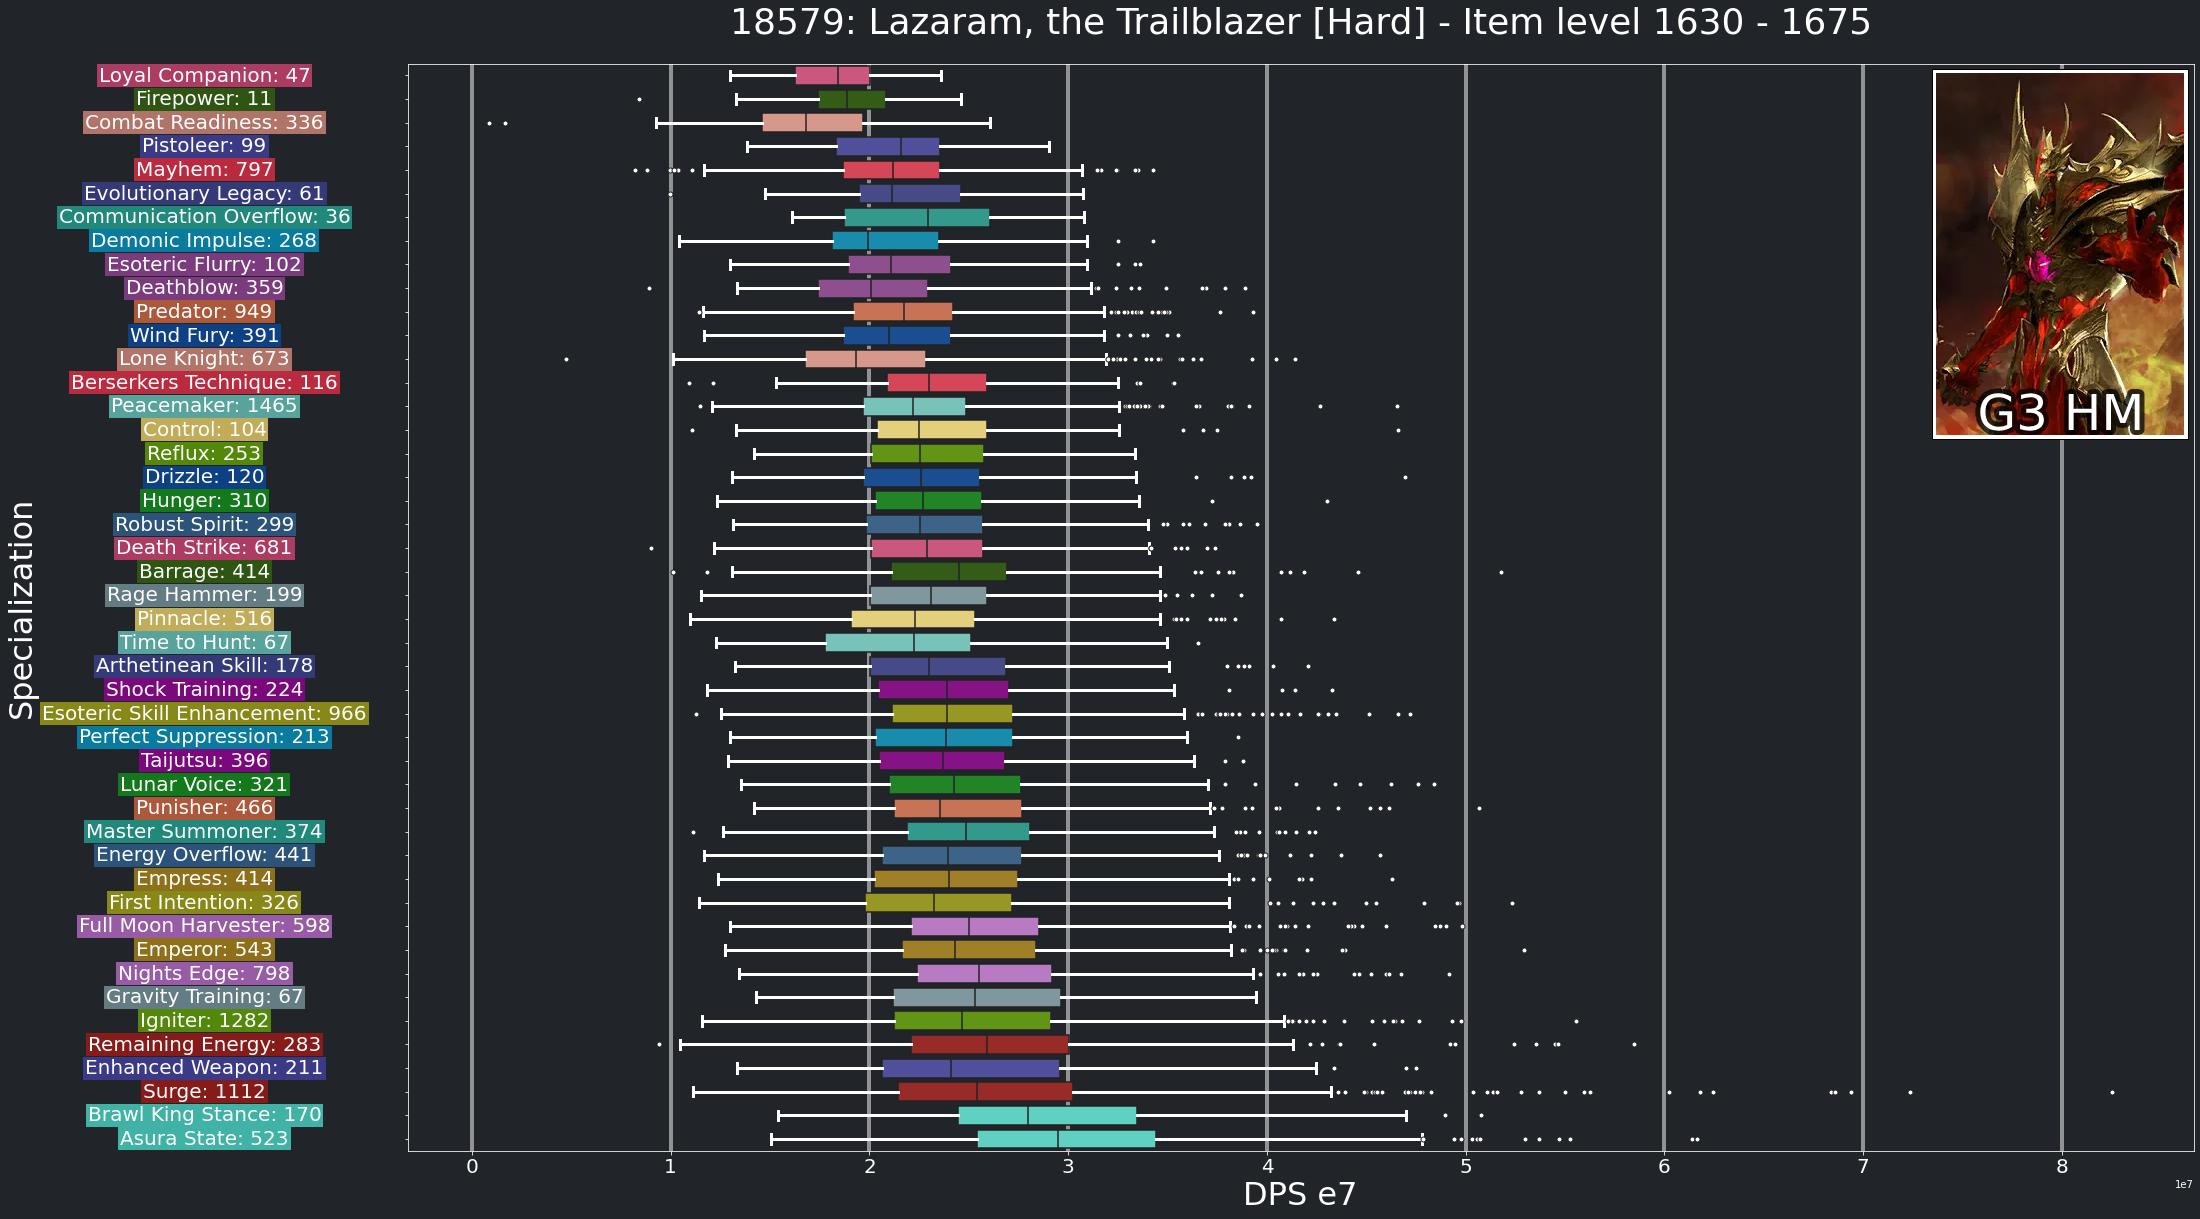 18579: Lazaram, the Trailblazer [Hard] - Item level 1630 - 1675
Loyal Companion: 47
Firepower: 11
Combat Readiness: 336
Pistoleer: 99
Mayhem: 797
Evolutionary Legacy: 61
Communication Overflow: 36
Demonic Impulse: 268
Esoteric Flurry: 102
Deathblow: 359
Predator: 949
Wind Fury: 391
Lone Knight: 673
Berserkers Technique: 116
Peacemaker: 1465
Control: 104
Reflux: 253
Drizzle: 120
Hunger: 310
Robust Spirit: 299
Death Strike: 681
Barrage: 414
Rage Hammer: 199
Pinnacle: 516
Time to Hunt: 67
Arthetinean Skill: 178
Shock Training: 224
Esoteric Skill Enhancement: 966
Perfect Suppression: 213
Taijutsu: 396
Lunar Voice: 321
Punisher: 466
Master Summoner: 374
Energy Overflow: 441
Empress: 414
First Intention: 326
Full Moon Harvester: 598
Emperor: 543
Nights Edge: 798
Gravity Training: 67
Igniter: 1282
Remaining Energy: 283
Enhanced Weapon: 211
Surge: 1112
Brawl King Stance: 170
Asura State: 523
Specialization
G3 HM
0 1 2 3 4 5 6 7 8
1e7
DPS e7